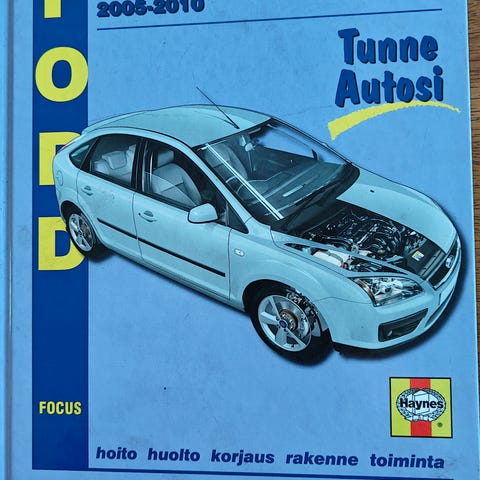 FORD
2005-2010
Tunne
Autosi
FOCUS
Haynes
®
hoito huolto korjaus rakenne toiminta